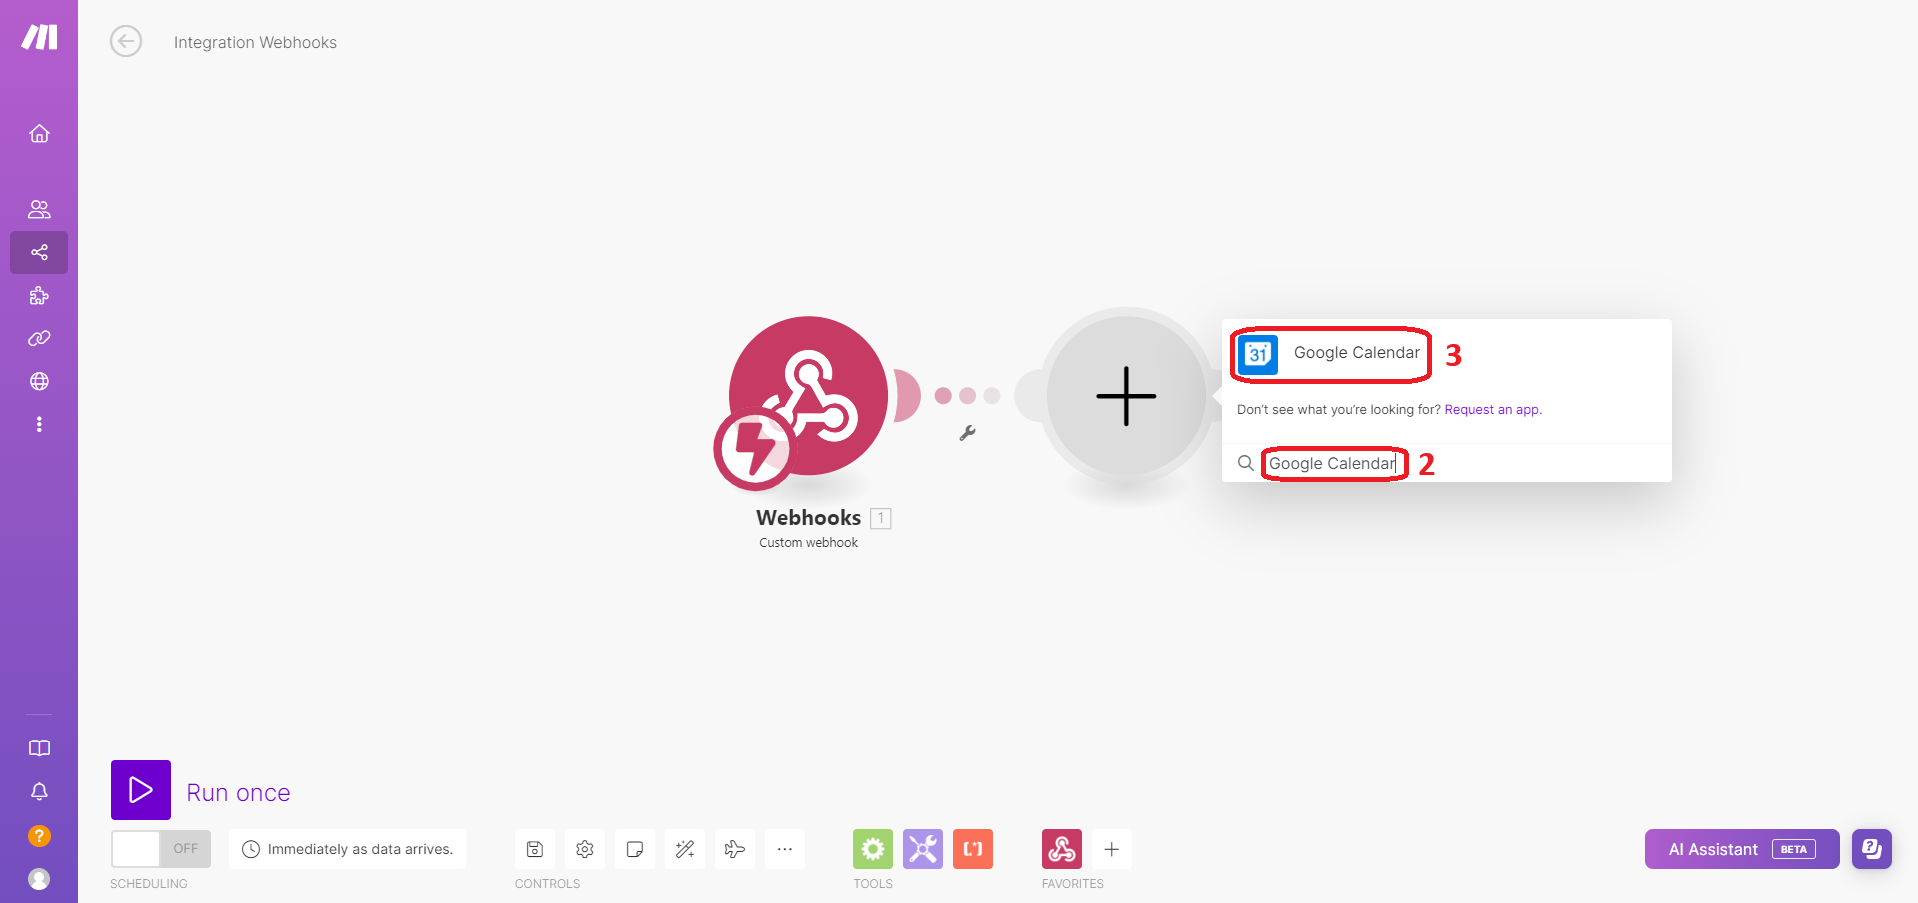 Integration Webhooks
31
Google Calendar
3
Don't see what you're looking for? Request an app.
Google Calendar
2
Webhooks 1
Custom webhook
Run once
OFF
Immediately as data arrives.
[.*]
AI Assistant BETA
?
?
SCHEDULING
CONTROLS
TOOLS
FAVORITES